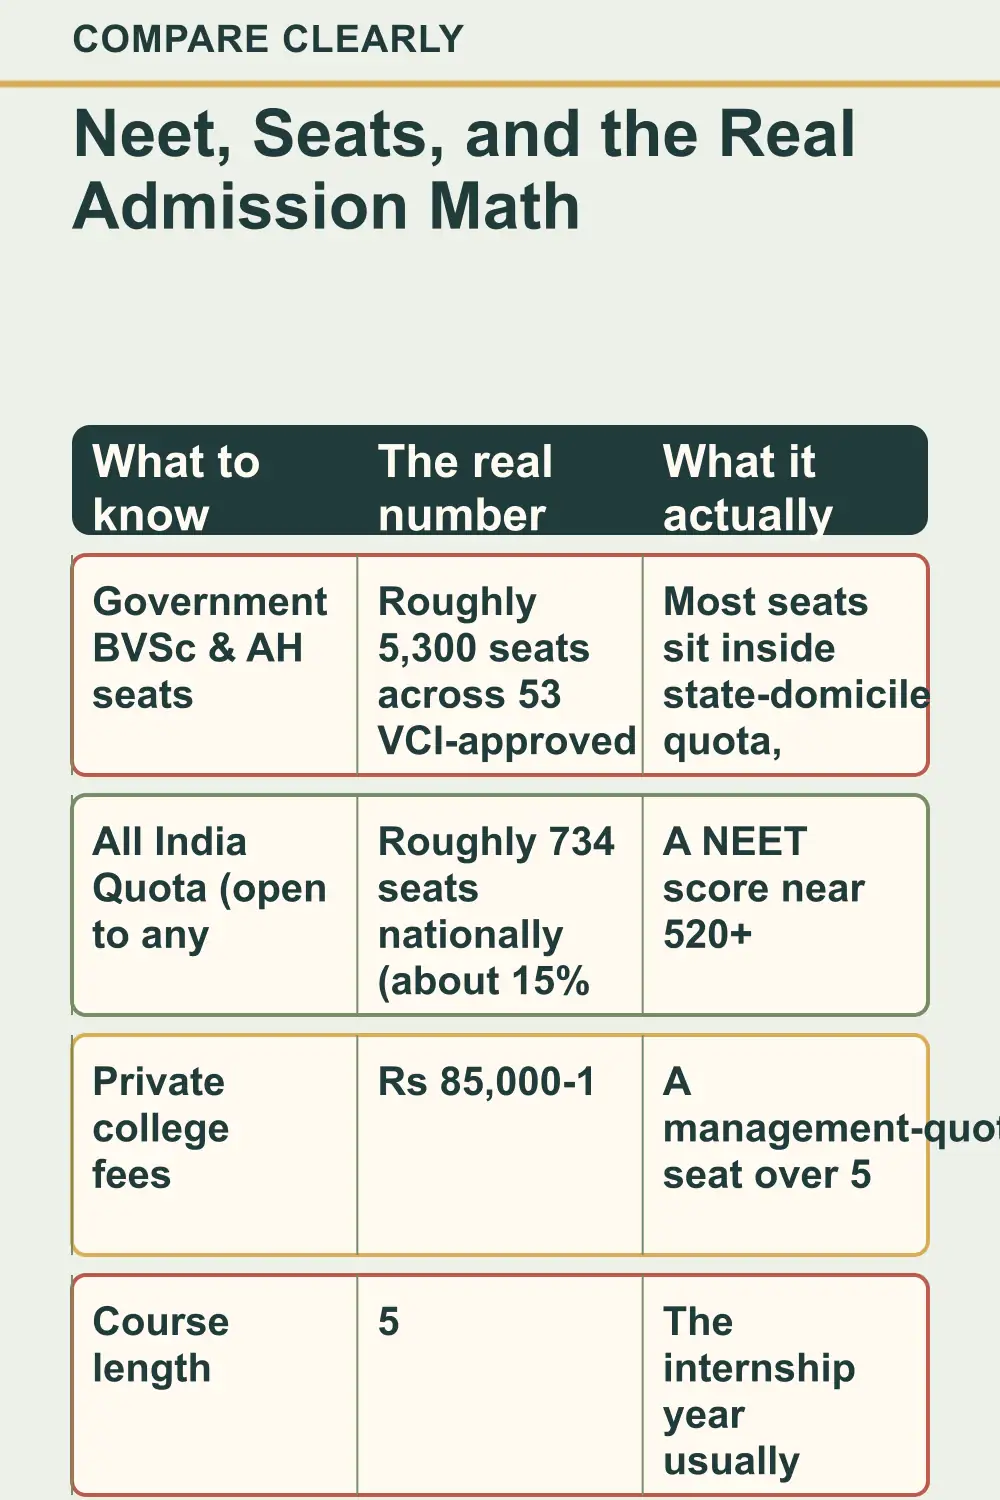 COMPARE CLEARLY
Neet, Seats, and the Real
Admission Math
What to
know
The real
number
What it
actually
Government
BVSc & AH
seats
Roughly
5,300 seats
across 53
VCI-approved
Most seats
sit inside
state-domicile
quota,
All India
Quota (open
to any
Roughly 734
seats
nationally
(about 15%
A NEET
score near
520+
Private
college
fees
Rs 85,000-1
A
management-quot
seat over 5
Course
length
5
The
internship
year
usually